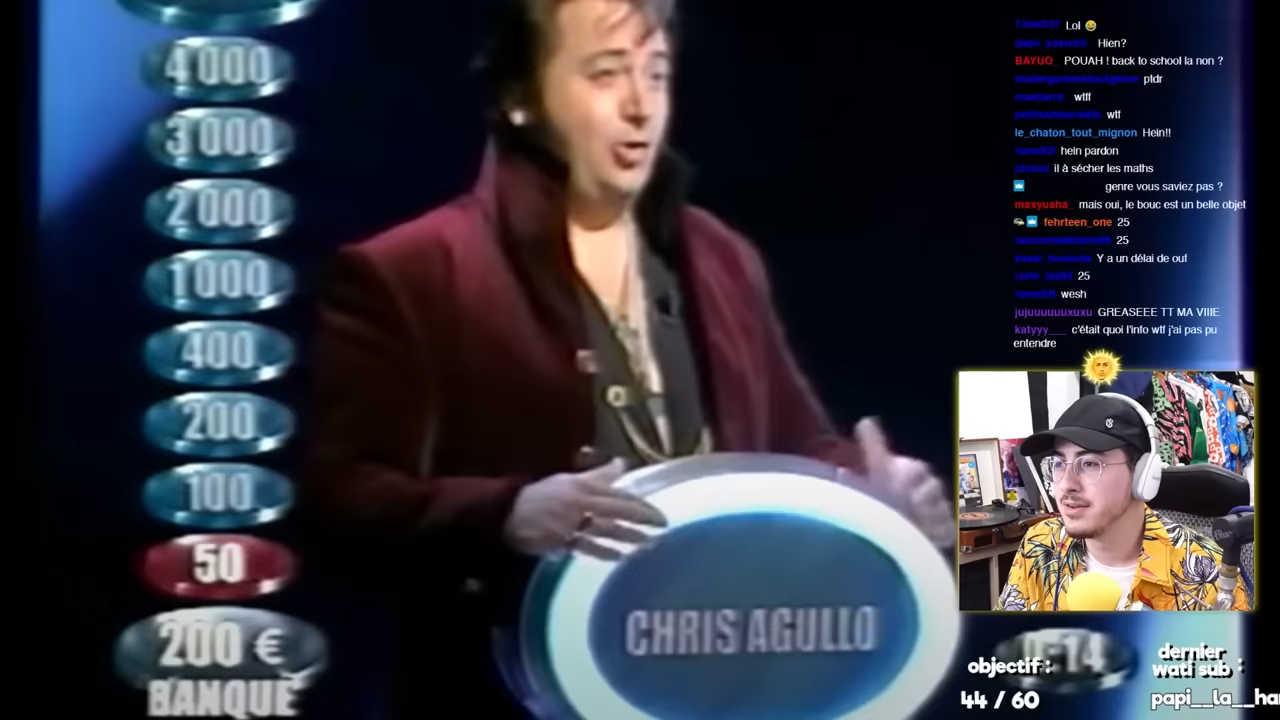 4'000
3'000
2'000
1'000
400
200
100
50
200 €
BANQUE
CHRIS AGULLO
Lol
Hien?
BAYUO_ POUAH ! back to school la non ?
ptdr
wtff
wtf
le_chaton_tout_mignon Hein!!
hein pardon
il à sécher les maths
genre vous saviez pas ?
maxyusha_ mais oui, le bouc est un belle objet
fehrteen_one 25
25
Y a un délai de ouf
25
wesh
jujuuuuuuxuxu GREASEEE TT MA VIIIE
katyyy___ c'était quoi l'info wtf j'ai pas pu
entendre
objectif :
44 / 60
:14
dernier
wati sub :
papi__la__ha